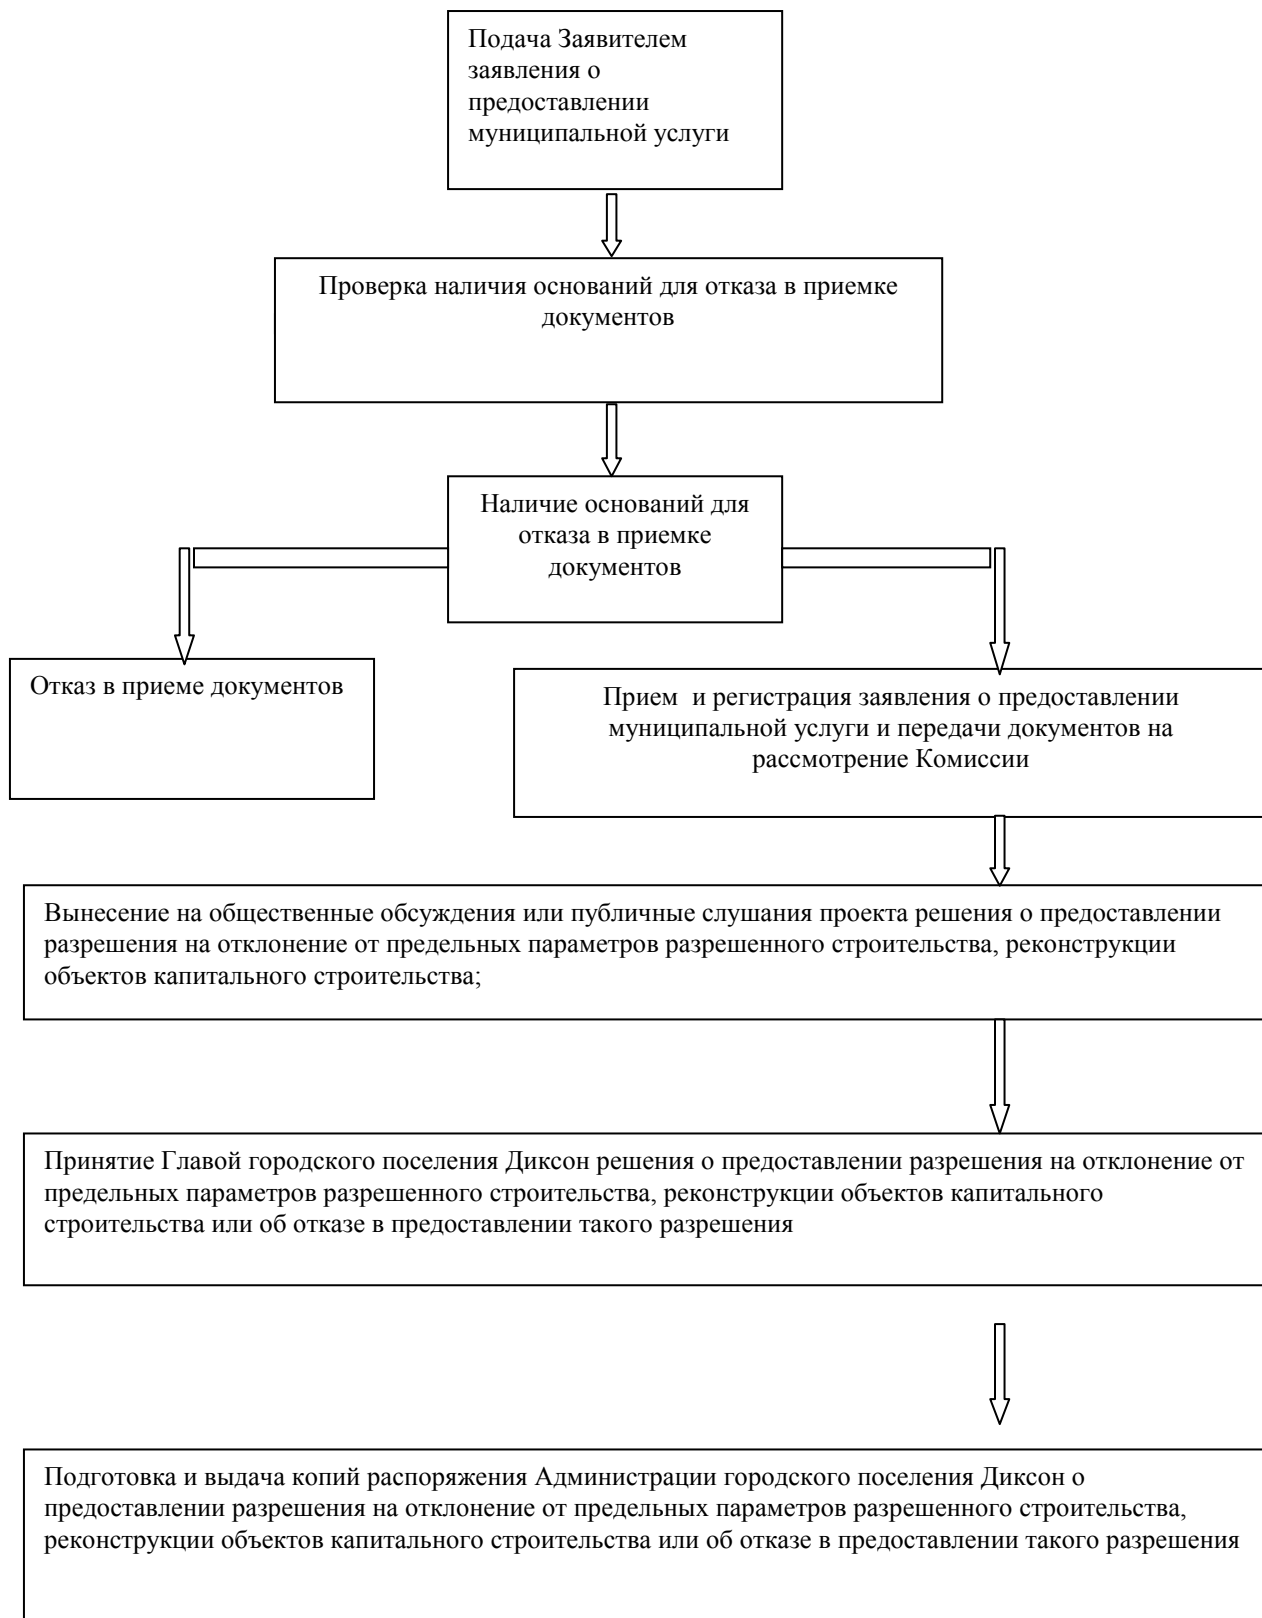 Подача Заявителем
заявления о
предоставлении
муниципальной услуги
Проверка наличия оснований для отказа в приемке
документов
Наличие оснований для
отказа в приемке
документов
Отказ в приеме документов
Прием  и регистрация заявления о предоставлении
муниципальной услуги и передачи документов на
рассмотрение Комиссии
Вынесение на общественные обсуждения или публичные слушания проекта решения о предоставлении
разрешения на отклонение от предельных параметров разрешенного строительства, реконструкции
объектов капитального строительства;
Принятие Главой городского поселения Диксон решения о предоставлении разрешения на отклонение от
предельных параметров разрешенного строительства, реконструкции объектов капитального
строительства или об отказе в предоставлении такого разрешения
Подготовка и выдача копий распоряжения Администрации городского поселения Диксон о
предоставлении разрешения на отклонение от предельных параметров разрешенного строительства,
реконструкции объектов капитального строительства или об отказе в предоставлении такого разрешения